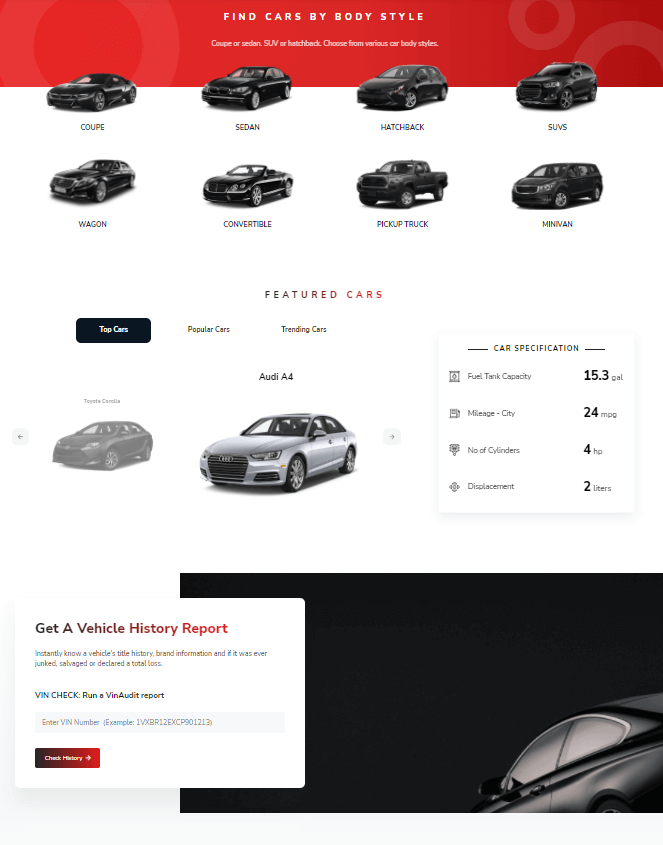 FIND CARS BY BODY STYLE
Coupe or sedan. SUV or hatchback. Choose from various car body styles.
COUPE
SEDAN
HATCHBACK
SUVS
WAGON
CONVERTIBLE
PICKUP TRUCK
MINIVAN
FEATURED CARS
Top Cars
Popular Cars
Trending Cars
Toyota Corolla
Audi A4
CAR SPECIFICATION
Fuel Tank Capacity 15.3 gal
Mileage - City 24 mpg
No of Cylinders 4 hp
Displacement 2 liters
Get A Vehicle History Report
Instantly know a vehicle's title history, brand information and if it was ever
junked, salvaged or declared a total loss.
VIN CHECK: Run a VinAudit report
Enter VIN Number (Example: 1VXBR12EXCP901213)
Check History →